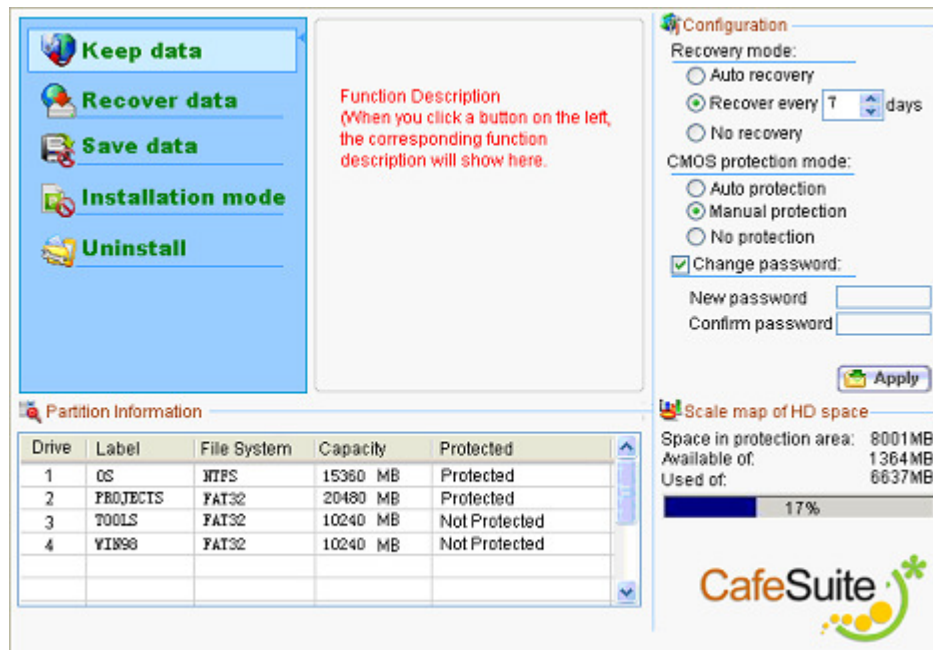 Keep data
Recover data
Save data
Installation mode
Uninstall
Function Description
(When you click a button on the left,
the corresponding function
description will show here.
Configuration
Recovery mode:
Auto recovery
Recover every 7 days
No recovery
CMOS protection mode:
Auto protection
Manual protection
No protection
Change password:
New password
Confirm password
Apply
Partition Information
Drive Label File System Capacity Protected
1 OS NTFS 15360 MB Protected
2 PROJECTS FAT32 20480 MB Protected
3 TOOLS FAT32 10240 MB Not Protected
4 WIN98 FAT32 10240 MB Not Protected
Scale map of HD space
Space in protection area: 8001MB
Available of: 1364MB
Used of: 6637MB
17%
CafeSuite